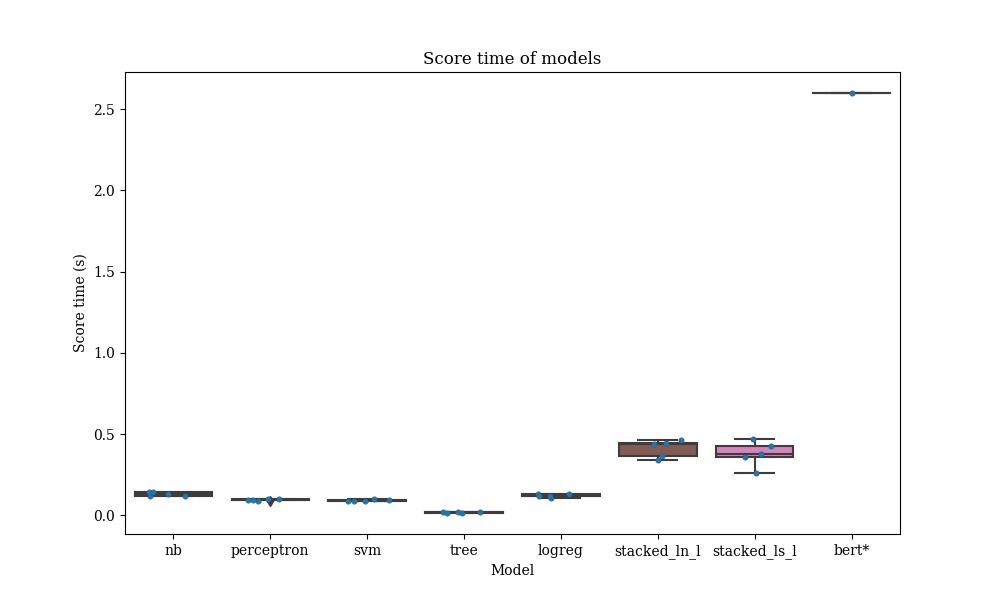 Score time of models
Score time (s)
2.5
2.0
1.5
1.0
0.5
0.0
nb perceptron svm tree logreg stacked_ln_l stacked_ls_l bert*
Model